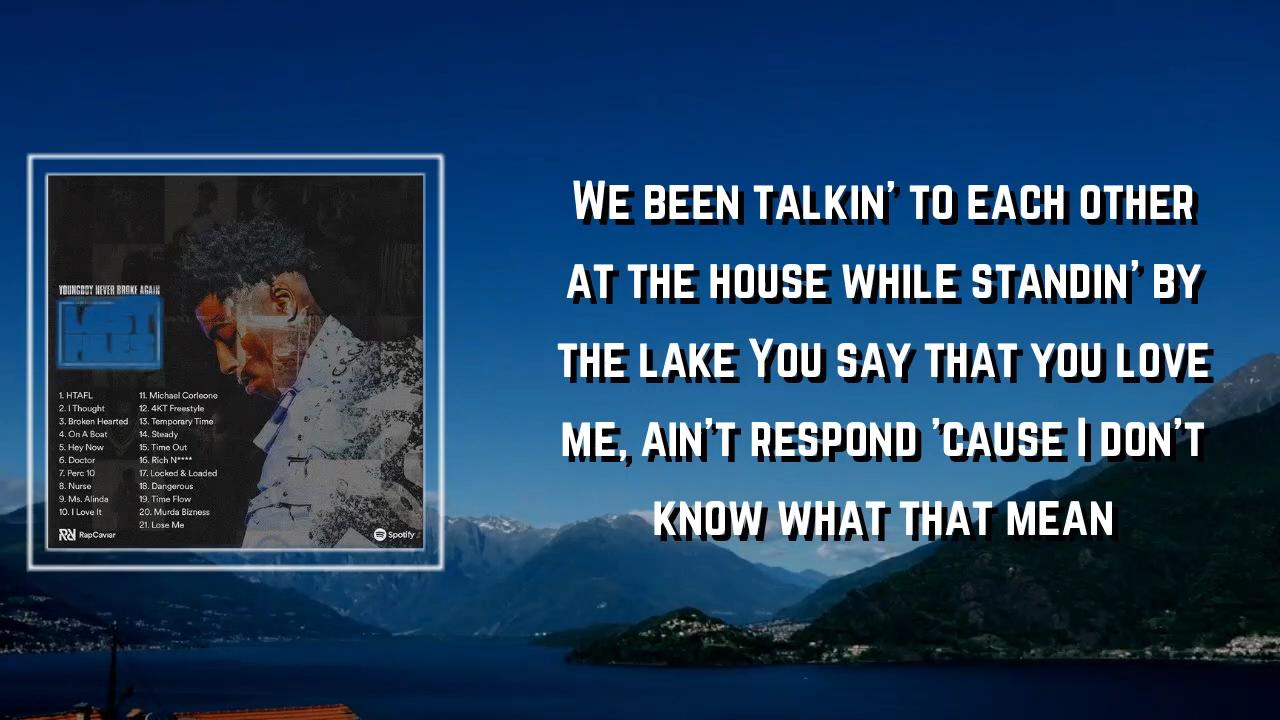 YOUNGBOY NEVER BROKE AGAIN
1. HTAFL
2. I Thought
3. Broken Hearted
4. On A Boat
5. Hey Now
6. Doctor
7. Perc 10
8. Nurse
9. Ms. Alinda
10. I Love It
11. Michael Corleone
12. 4KT Freestyle
13. Temporary Time
14. Steady
15. Time Out
16. Rich N****
17. Locked & Loaded
18. Dangerous
19. Time Flow
20. Murda Bizness
21. Lose Me
RapCaviar
Spotify
WE BEEN TALKIN' TO EACH OTHER
AT THE HOUSE WHILE STANDIN' BY
THE LAKE YOU SAY THAT YOU LOVE
ME, AIN'T RESPOND 'CAUSE I DON'T
KNOW WHAT THAT MEAN